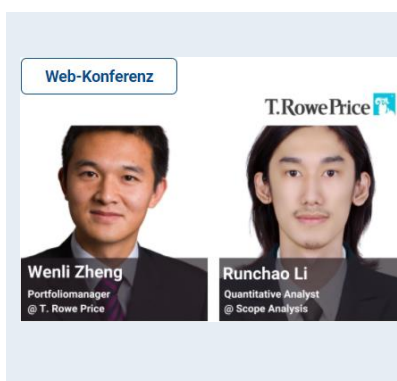 Web-Konferenz
T.RowePrice
Wenli Zheng
Portfoliomanager
@ T. Rowe Price
Runchao Li
Quantitative Analyst
@ Scope Analysis